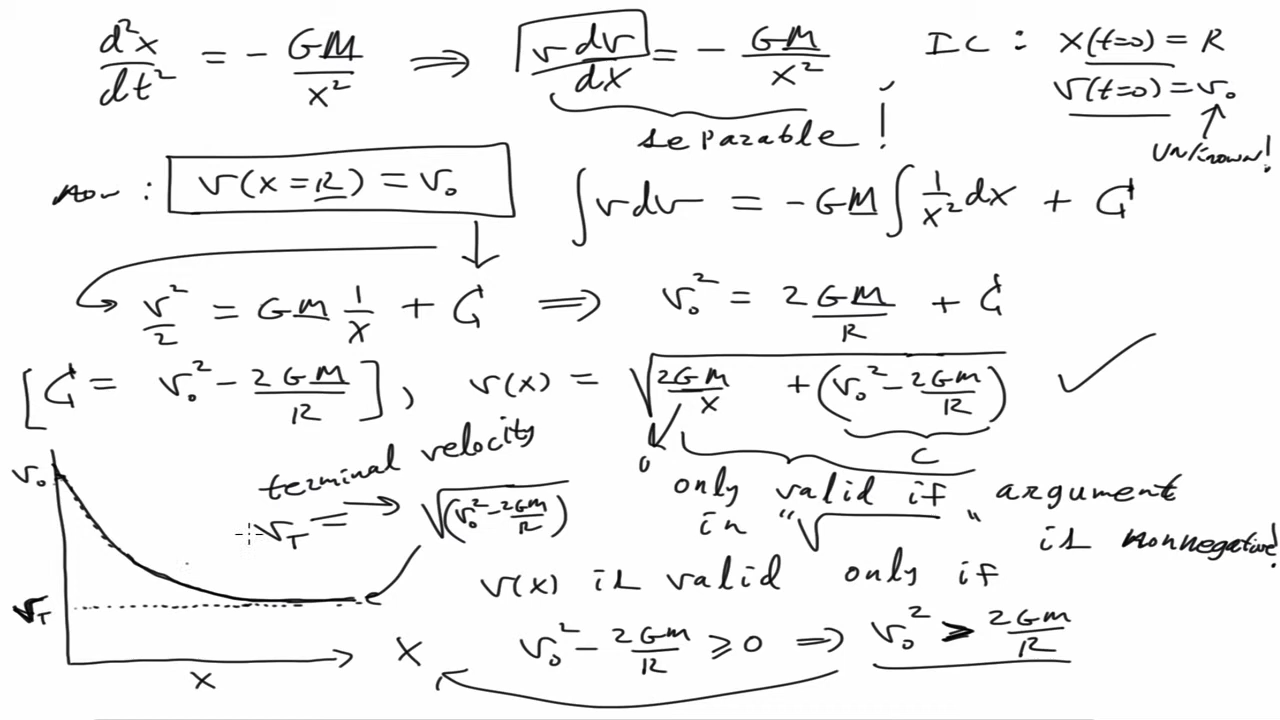 d²x/dt² = - GM/x² ⟹ v dv/dx = - GM/x² IC : x(t=0) = R
v(t=0) = v₀
separable !
unknown!
now : v(x=R) = v₀ ∫vdv = -GM∫1/x² dx + C
v²/2 = GM 1/x + C ⟹ v₀² = 2GM/R + C
[C = v₀² - 2GM/R], v(x) = √(2GM/x + (v₀² - 2GM/R)) ✓
C
0
terminal velocity
only valid if argument
v_T = → √(v₀² - 2GM/R)
in "√ " is nonnegative!
v(x) is valid only if
v₀² - 2GM/R ⩾ 0 ⟹ v₀² ⩾ 2GM/R
v₀
v_T
x
x